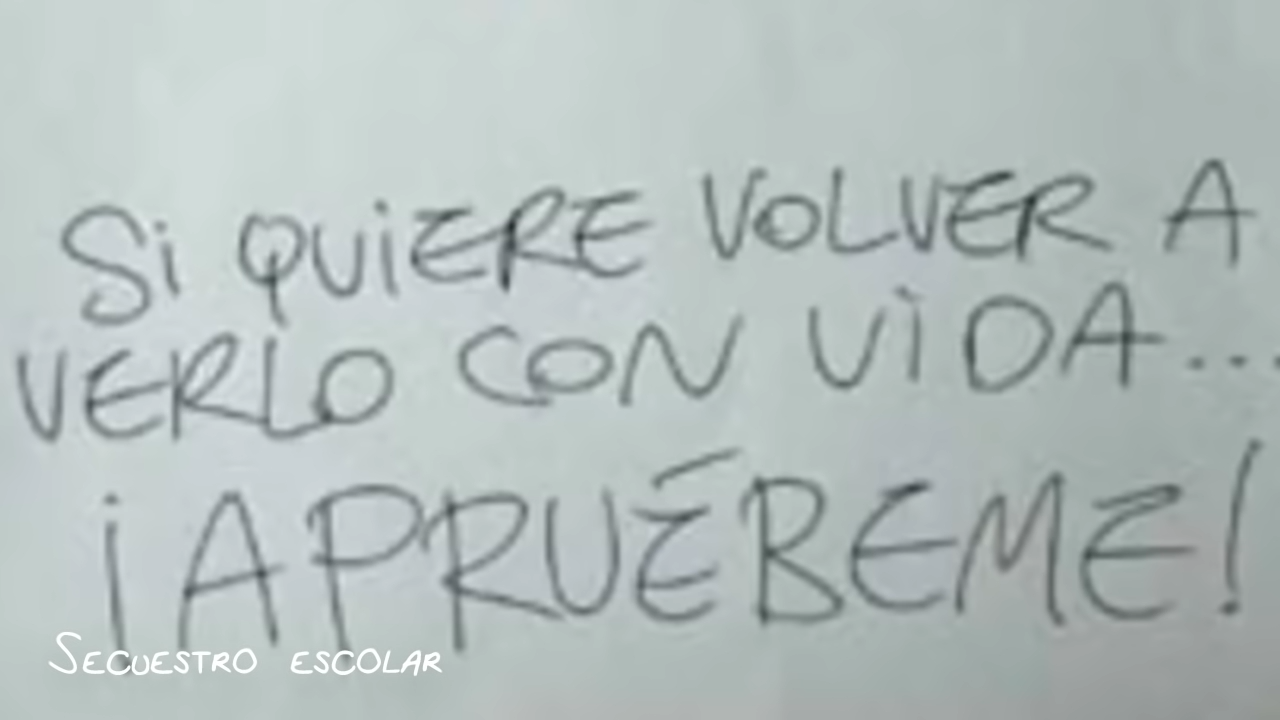 Si QUiERE VOLVER A
VERLO CON ViDA...
¡APRUÉBEME!
SECUESTRO ESCOLAR